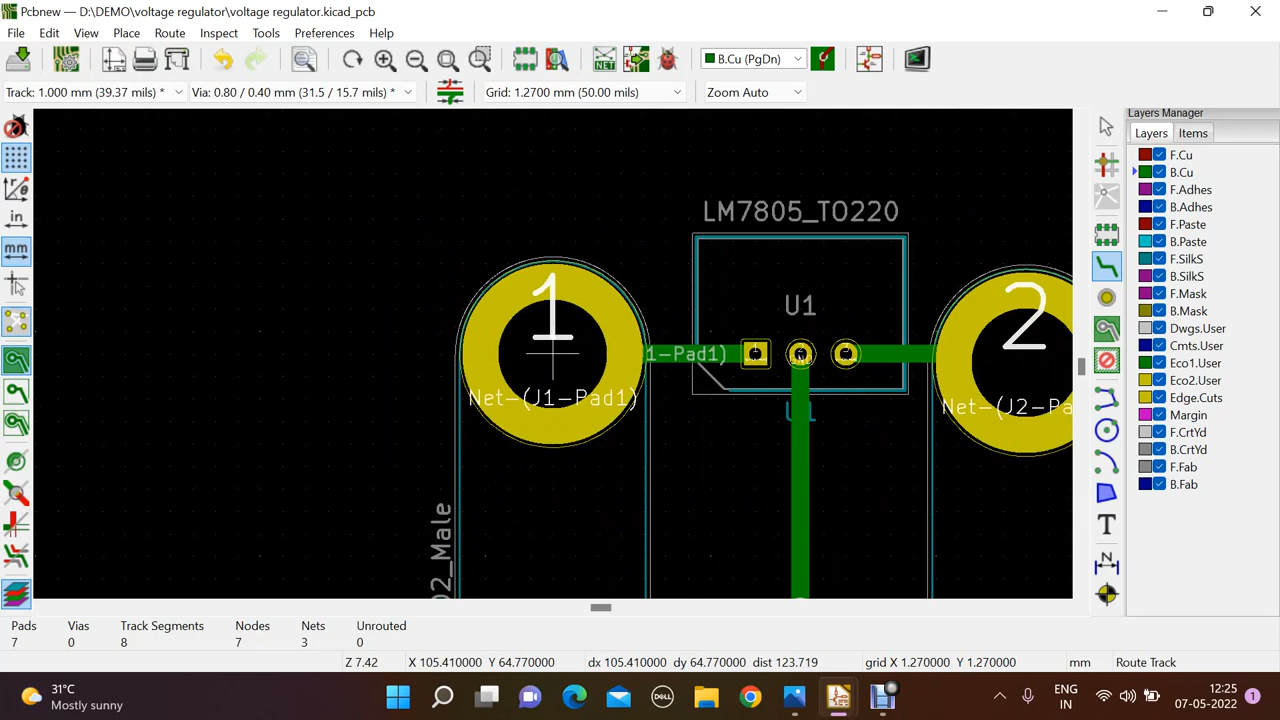 Pcbnew — D:\DEMO\voltage regulator\voltage regulator.kicad_pcb
File Edit View Place Route Inspect Tools Preferences Help
NET
B.Cu (PgDn)
Track: 1.000 mm (39.37 mils) *
Via: 0.80 / 0.40 mm (31.5 / 15.7 mils) *
Grid: 1.2700 mm (50.00 mils)
Zoom Auto
in
mm
LM7805_TO220
U1
1
2
1-Pad1)
Net-(J1-Pad1)
Net-(J2-Pa
U1
02_Male
Layers Manager
Layers Items
F.Cu
B.Cu
F.Adhes
B.Adhes
F.Paste
B.Paste
F.SilkS
B.SilkS
F.Mask
B.Mask
Dwgs.User
Cmts.User
Eco1.User
Eco2.User
Edge.Cuts
Margin
F.CrtYd
B.CrtYd
F.Fab
B.Fab
T
N
Pads Vias Track Segments Nodes Nets Unrouted
7 0 8 7 3 0
Z 7.42 X 105.410000 Y 64.770000 dx 105.410000 dy 64.770000 dist 123.719 grid X 1.270000 Y 1.270000 mm Route Track
31°C
Mostly sunny
DELL
ENG
IN
12:25
07-05-2022
1